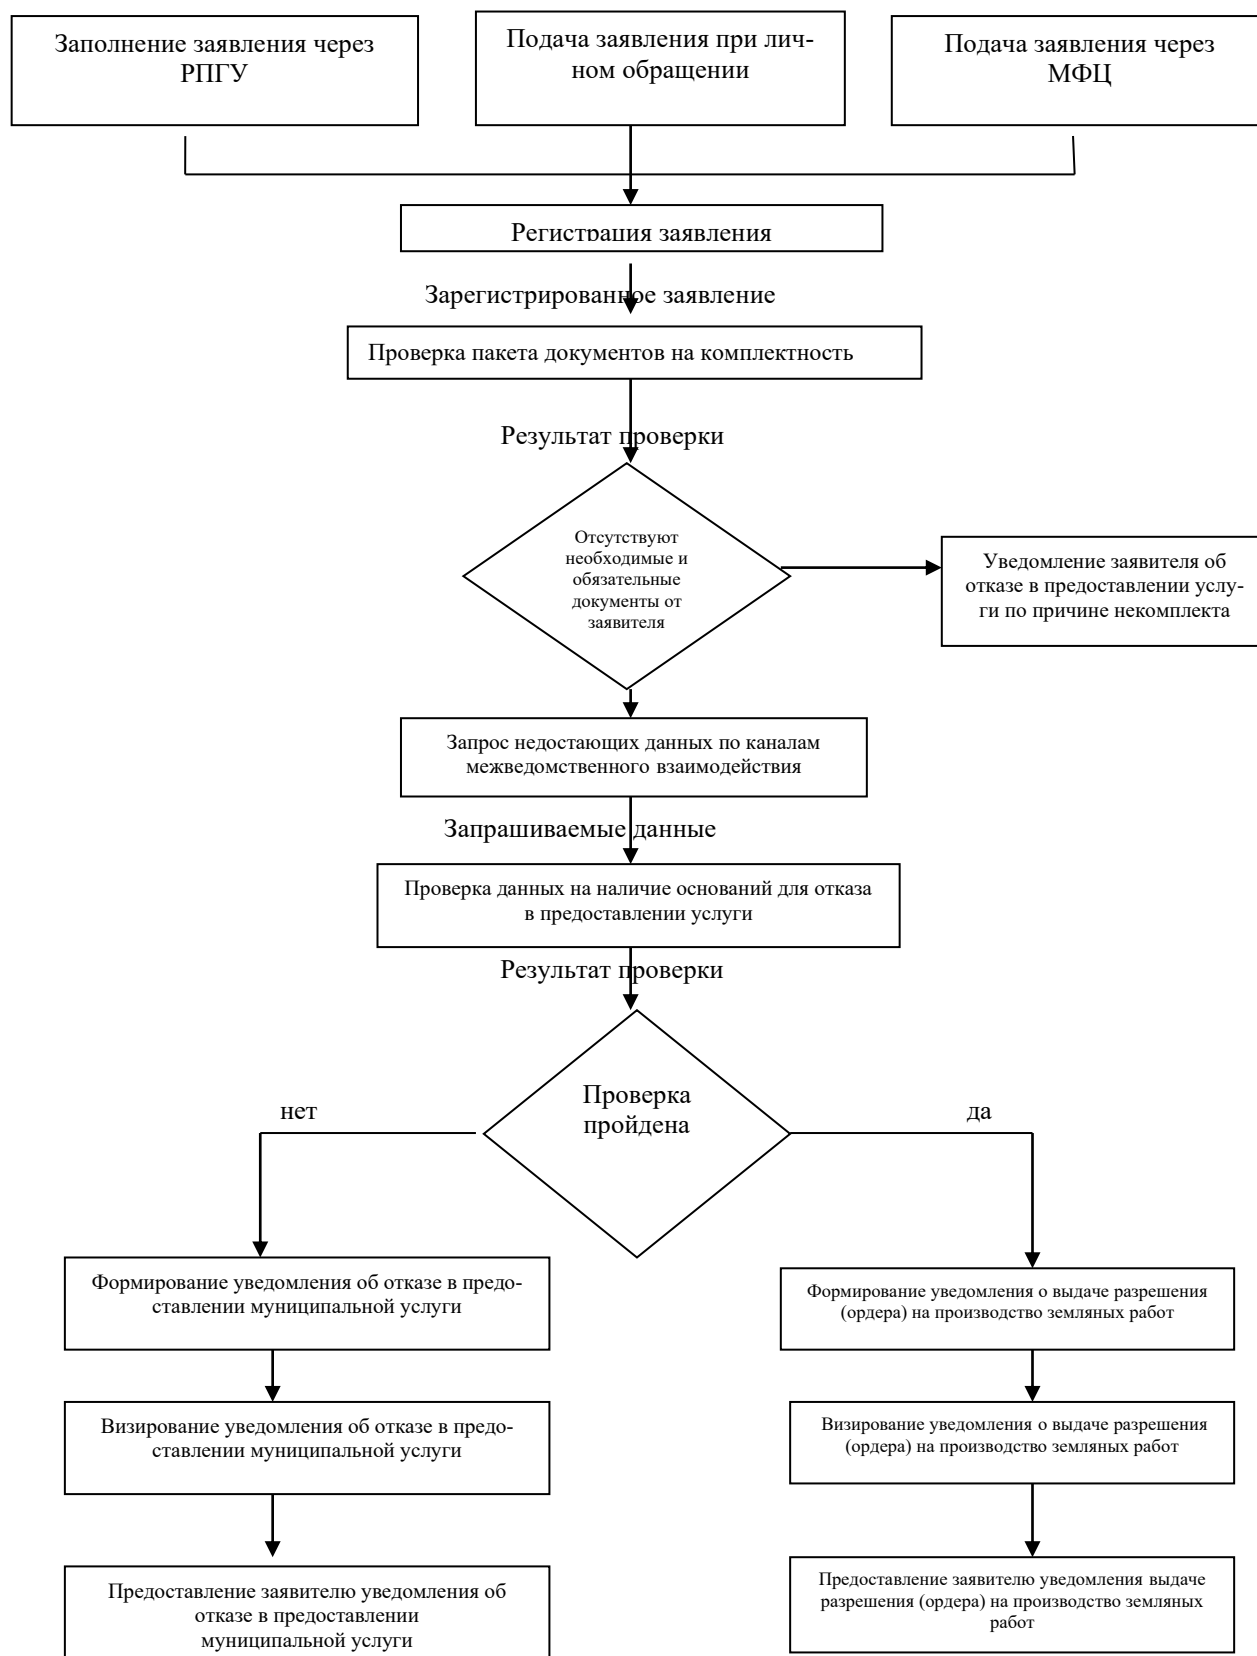 Заполнение заявления через
РПГУ
Подача заявления при лич-
ном обращении
Подача заявления через
МФЦ
Регистрация заявления
Зарегистрированное заявление
Проверка пакета документов на комплектность
Результат проверки
Отсутствуют
необходимые и
обязательные
документы от
заявителя
Уведомление заявителя об
отказе в предоставлении услу-
ги по причине некомплекта
Запрос недостающих данных по каналам
межведомственного взаимодействия
Запрашиваемые данные
Проверка данных на наличие оснований для отказа
в предоставлении услуги
Результат проверки
Проверка
пройдена
нет
да
Формирование уведомления об отказе в предо-
ставлении муниципальной услуги
Формирование уведомления о выдаче разрешения
(ордера) на производство земляных работ
Визирование уведомления об отказе в предо-
ставлении муниципальной услуги
Визирование уведомления о выдаче разрешения
(ордера) на производство земляных работ
Предоставление заявителю уведомления об
отказе в предоставлении
муниципальной услуги
Предоставление заявителю уведомления выдаче
разрешения (ордера) на производство земляных
работ